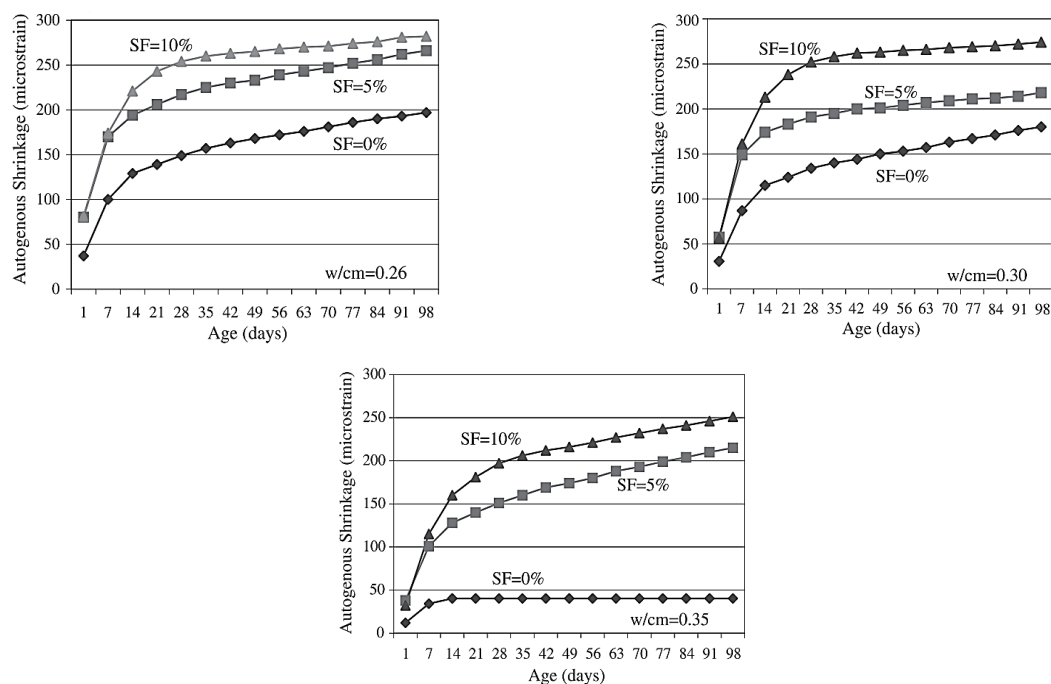 Autogenous Shrinkage (microstrain)
300
250
200
150
100
50
0
SF=10%
SF=5%
SF=0%
w/cm=0.26
1 7 14 21 28 35 42 49 56 63 70 77 84 91 98
Age (days)
Autogenous Shrinkage (microstrain)
300
250
200
150
100
50
0
SF=10%
SF=5%
SF=0%
w/cm=0.30
1 7 14 21 28 35 42 49 56 63 70 77 84 91 98
Age (days)
Autogenous Shrinkage (microstrain)
300
250
200
150
100
50
0
SF=10%
SF=5%
SF=0%
w/cm=0.35
1 7 14 21 28 35 42 49 56 63 70 77 84 91 98
Age (days)